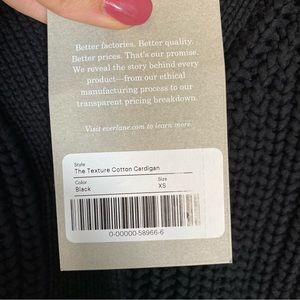 Better factories. Better quality.
Better prices. That's our promise.
We reveal the story behind every
product—from our ethical
manufacturing process to our
transparent pricing breakdown.
Visit everlane.com to learn more.
Style
The Texture Cotton Cardigan
Color Size
Black XS
0-00000-58966-6